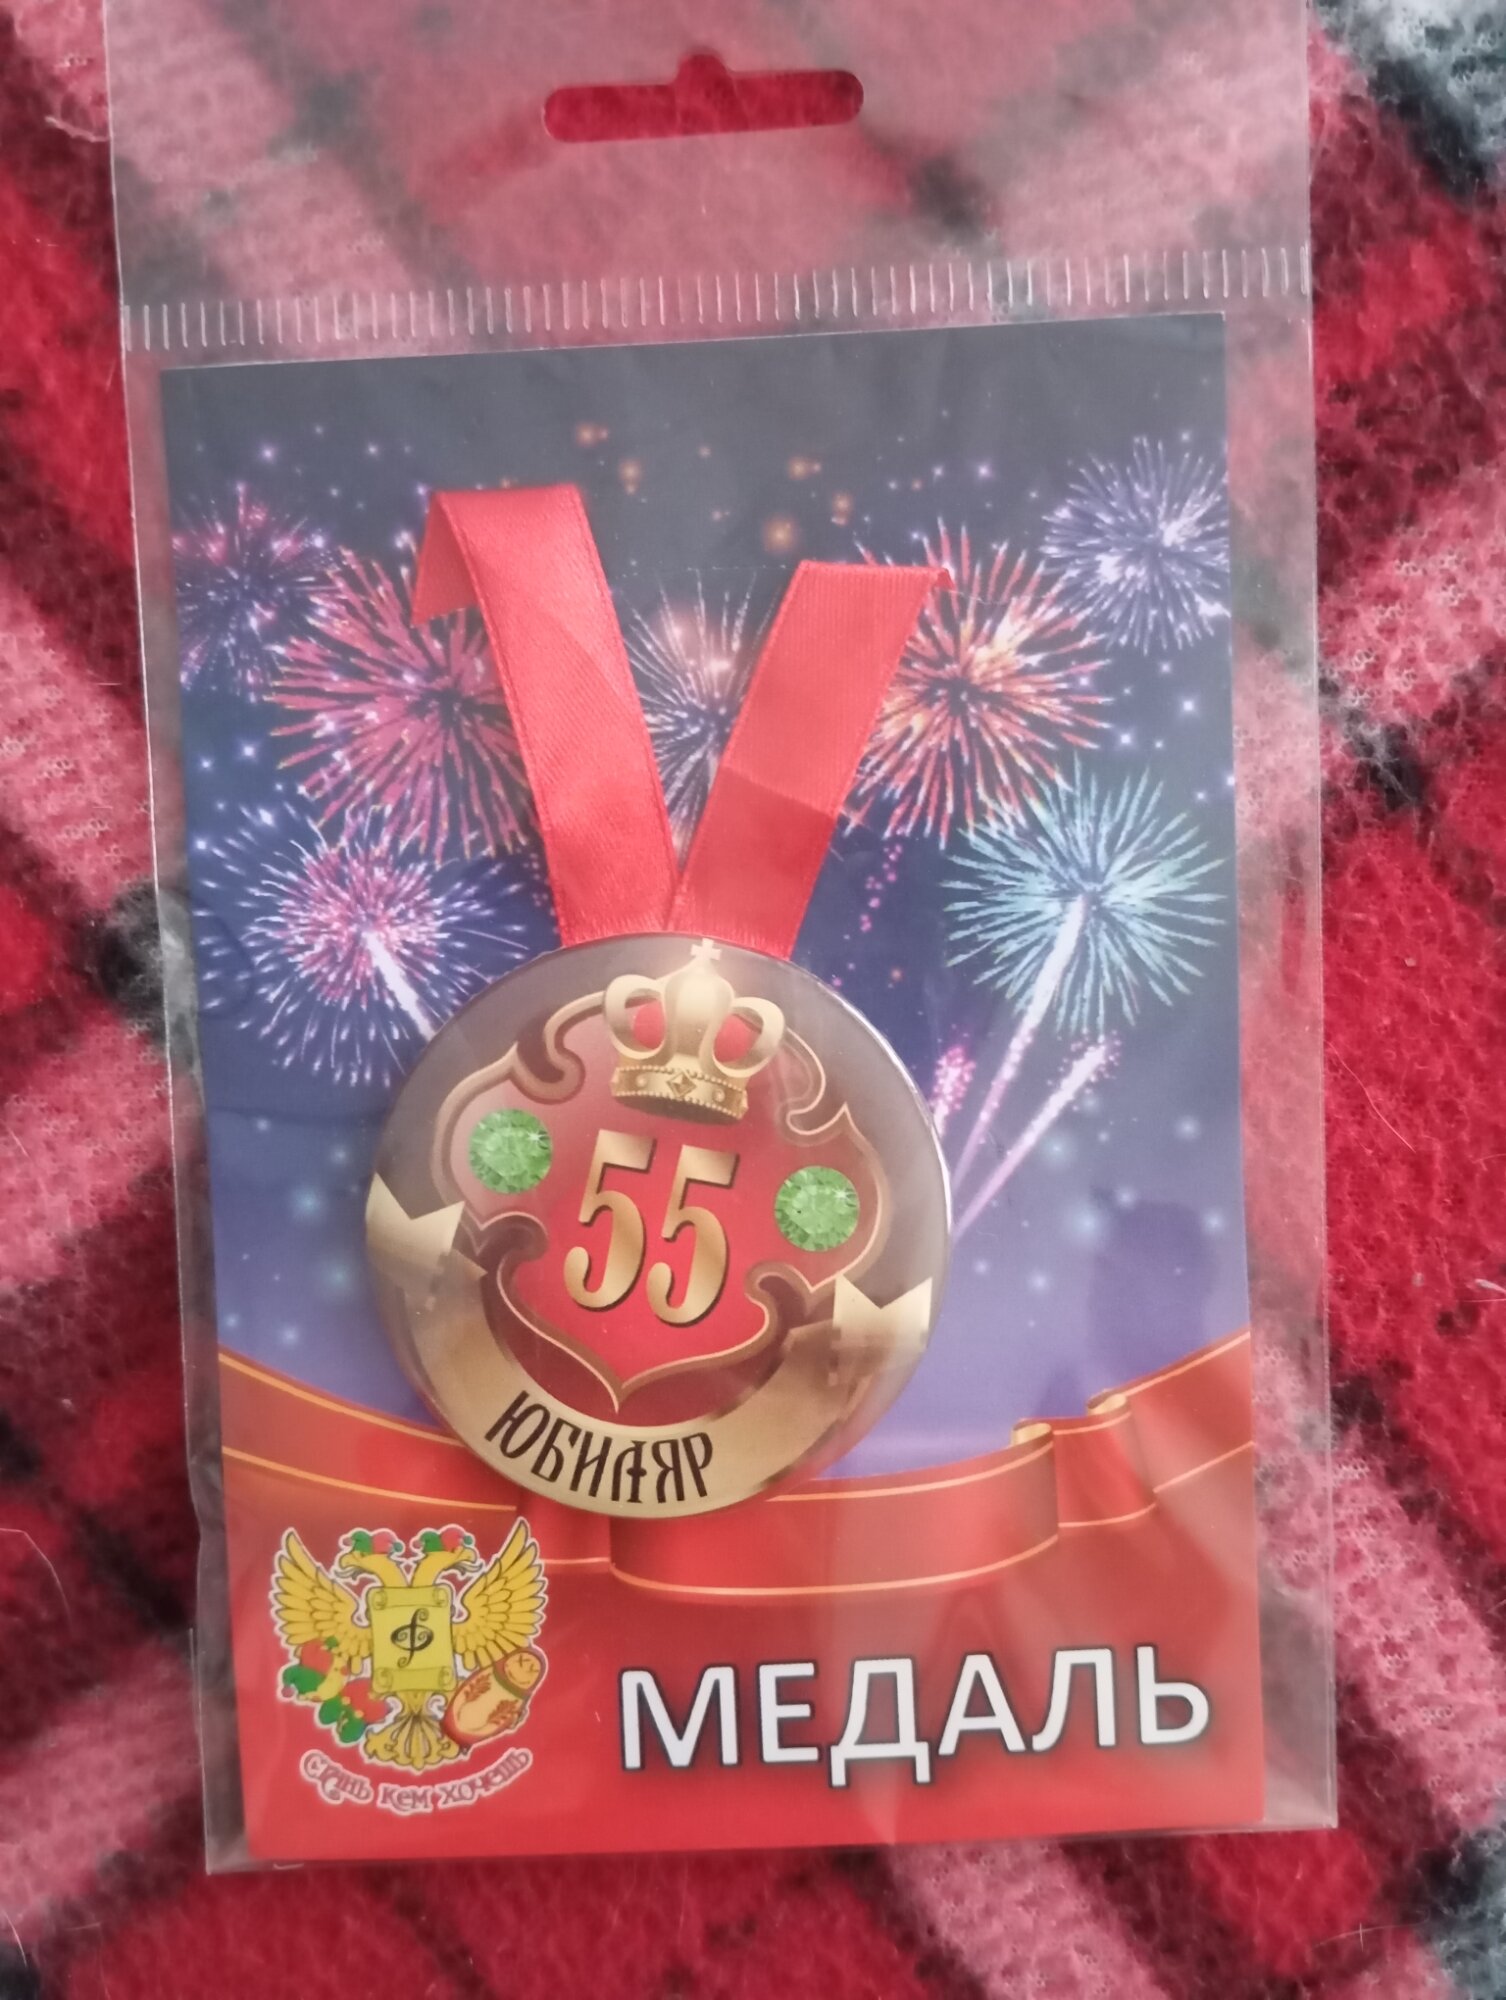 55
ЮБИЛЯР
Ф
стань кем хочешь
МЕДАЛЬ